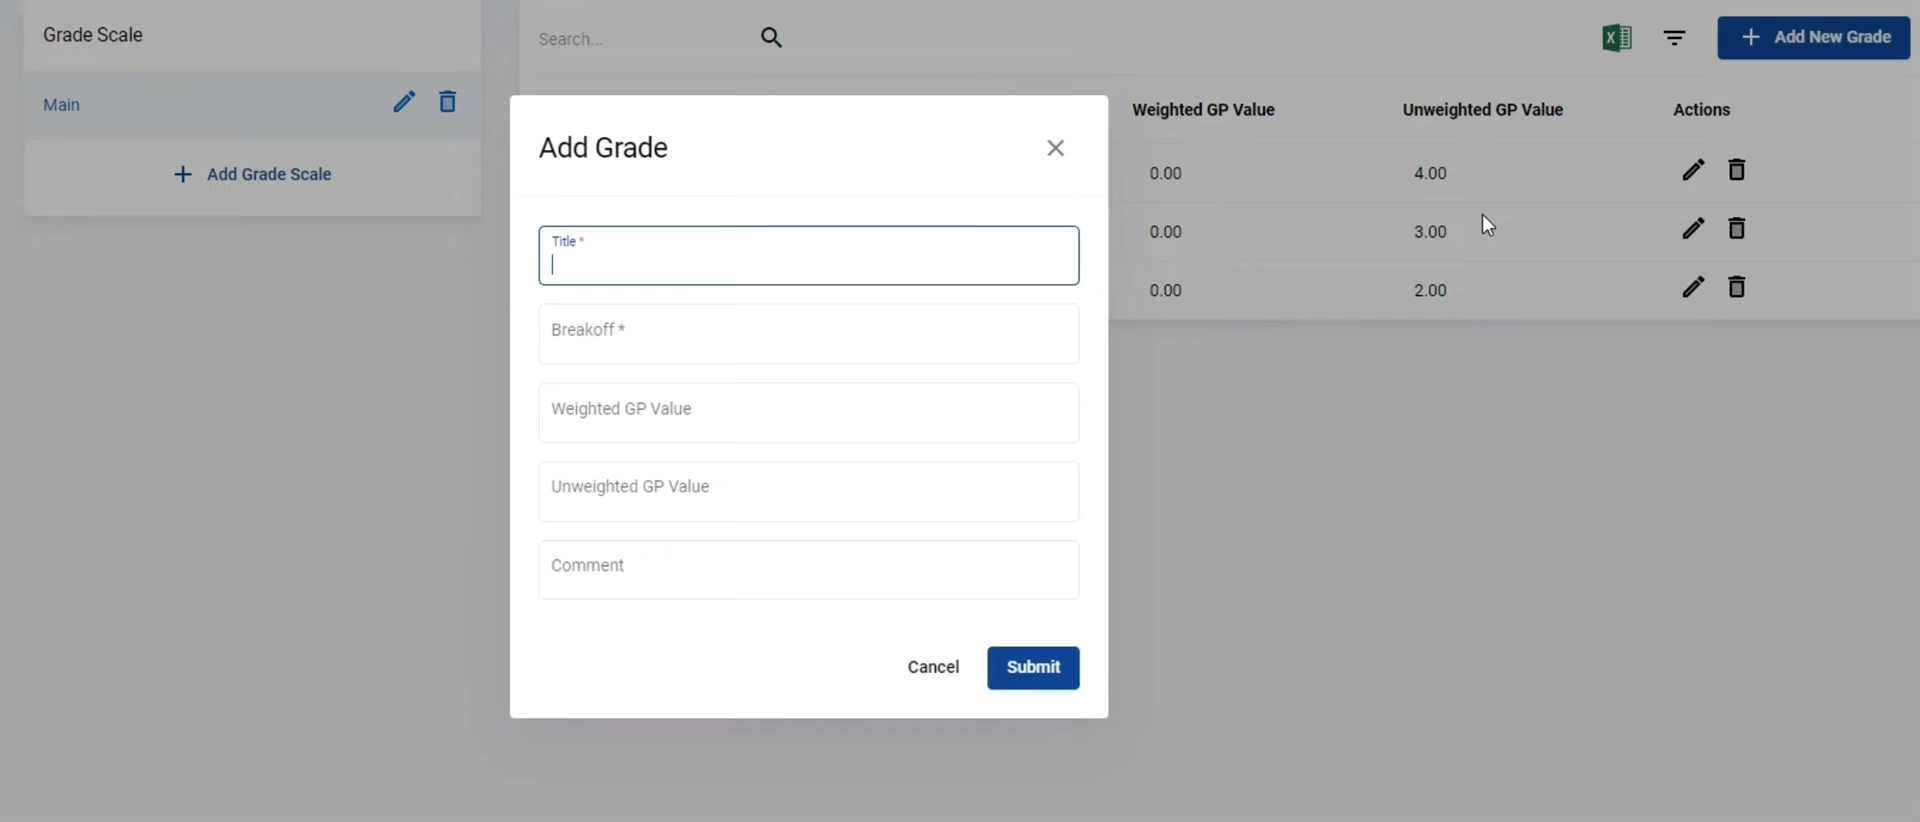 Grade Scale
Search...
Add New Grade
Main
Add Grade Scale
Weighted GP Value
Unweighted GP Value
Actions
0.00
4.00
0.00
3.00
0.00
2.00
Add Grade
Title *
Breakoff *
Weighted GP Value
Unweighted GP Value
Comment
Cancel
Submit